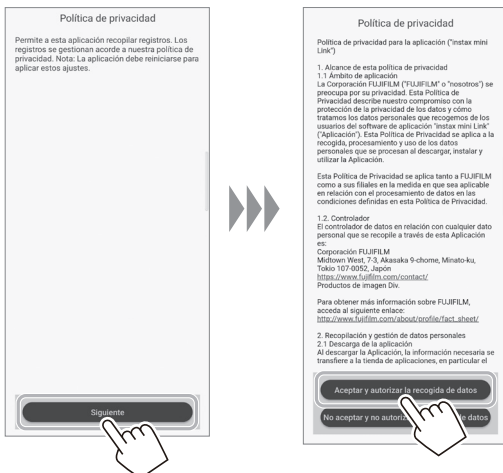 Política de privacidad
Permite a esta aplicación recopilar registros. Los
registros se gestionan acorde a nuestra política de
privacidad. Nota: La aplicación debe reiniciarse para
aplicar estos ajustes.
Siguiente
Política de privacidad
Política de privacidad para la aplicación ("instax mini
Link")
1. Alcance de esta política de privacidad
1.1 Ámbito de aplicación
La Corporación FUJIFILM ("FUJIFILM" o "nosotros") se
preocupa por su privacidad. Esta Política de
Privacidad describe nuestro compromiso con la
protección de la privacidad de los datos y cómo
tratamos los datos personales que recogemos de los
usuarios del software de aplicación "instax mini Link"
("Aplicación"). Esta Política de Privacidad se aplica a la
recogida, procesamiento y uso de los datos
personales que se procesan al descargar, instalar y
utilizar la Aplicación.
Esta Política de Privacidad se aplica tanto a FUJIFILM
como a sus filiales en la medida en que sea aplicable
en relación con el procesamiento de datos en las
condiciones definidas en esta Política de Privacidad.
1.2. Controlador
El controlador de datos en relación con cualquier dato
personal que se recopile a través de esta Aplicación
es:
Corporación FUJIFILM
Midtown West, 7-3, Akasaka 9-chome, Minato-ku,
Tokio 107-0052, Japón
https://www.fujifilm.com/contact/
Productos de imagen Div.
Para obtener más información sobre FUJIFILM,
acceda al siguiente enlace:
http://www.fujifilm.com/about/profile/fact_sheet/
2. Recopilación y gestión de datos personales
2.1 Descarga de la aplicación
Al descargar la Aplicación, la información necesaria se
transfiere a la tienda de aplicaciones, en particular el
Aceptar y autorizar la recogida de datos
No aceptar y no autoriz de datos